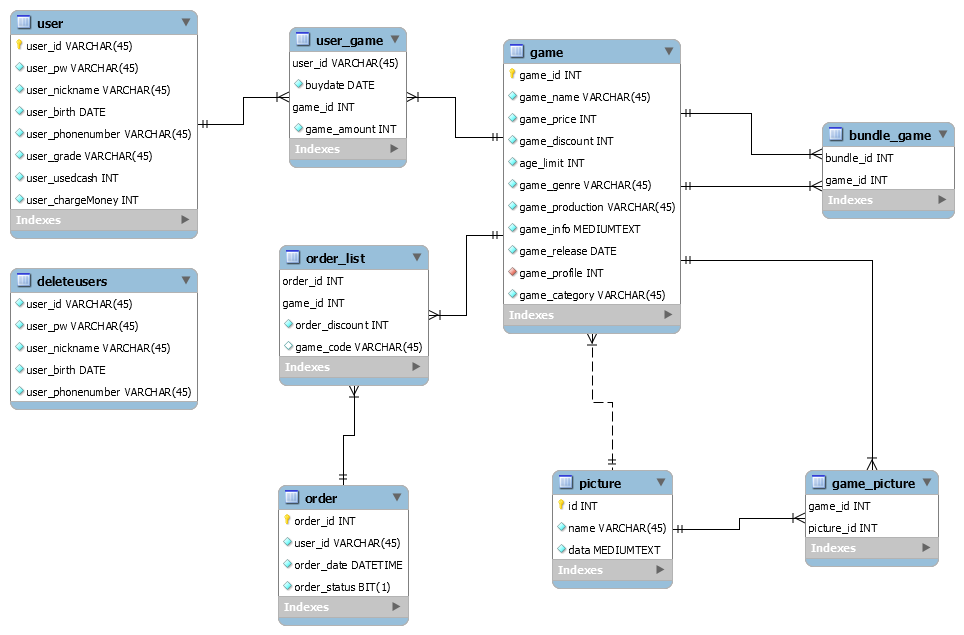 user
user_id VARCHAR(45)
user_pw VARCHAR(45)
user_nickname VARCHAR(45)
user_birth DATE
user_phonenumber VARCHAR(45)
user_grade VARCHAR(45)
user_usedcash INT
user_chargeMoney INT
Indexes
deleteusers
user_id VARCHAR(45)
user_pw VARCHAR(45)
user_nickname VARCHAR(45)
user_birth DATE
user_phonenumber VARCHAR(45)
user_game
user_id VARCHAR(45)
buydate DATE
game_id INT
game_amount INT
Indexes
order_list
order_id INT
game_id INT
order_discount INT
game_code VARCHAR(45)
Indexes
order
order_id INT
user_id VARCHAR(45)
order_date DATETIME
order_status BIT(1)
Indexes
game
game_id INT
game_name VARCHAR(45)
game_price INT
game_discount INT
age_limit INT
game_genre VARCHAR(45)
game_production VARCHAR(45)
game_info MEDIUMTEXT
game_release DATE
game_profile INT
game_category VARCHAR(45)
Indexes
picture
id INT
name VARCHAR(45)
data MEDIUMTEXT
Indexes
bundle_game
bundle_id INT
game_id INT
Indexes
game_picture
game_id INT
picture_id INT
Indexes